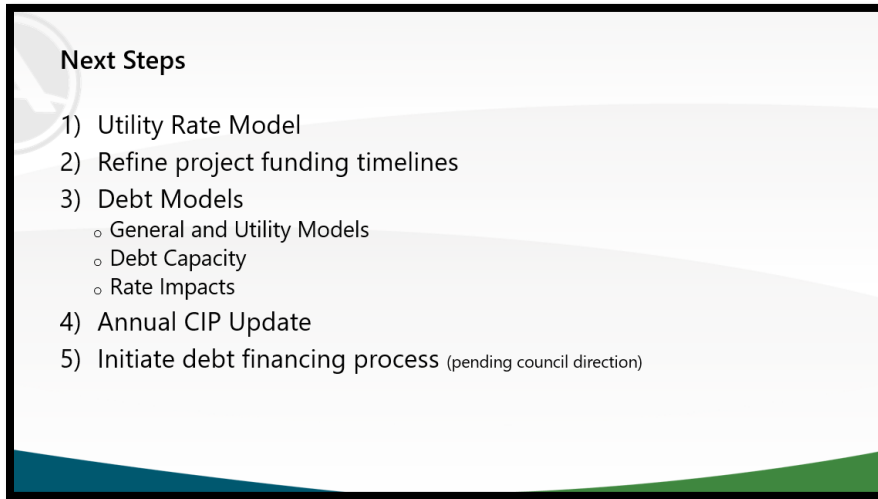 Next Steps
1) Utility Rate Model
2) Refine project funding timelines
3) Debt Models
o General and Utility Models
o Debt Capacity
o Rate Impacts
4) Annual CIP Update
5) Initiate debt financing process (pending council direction)